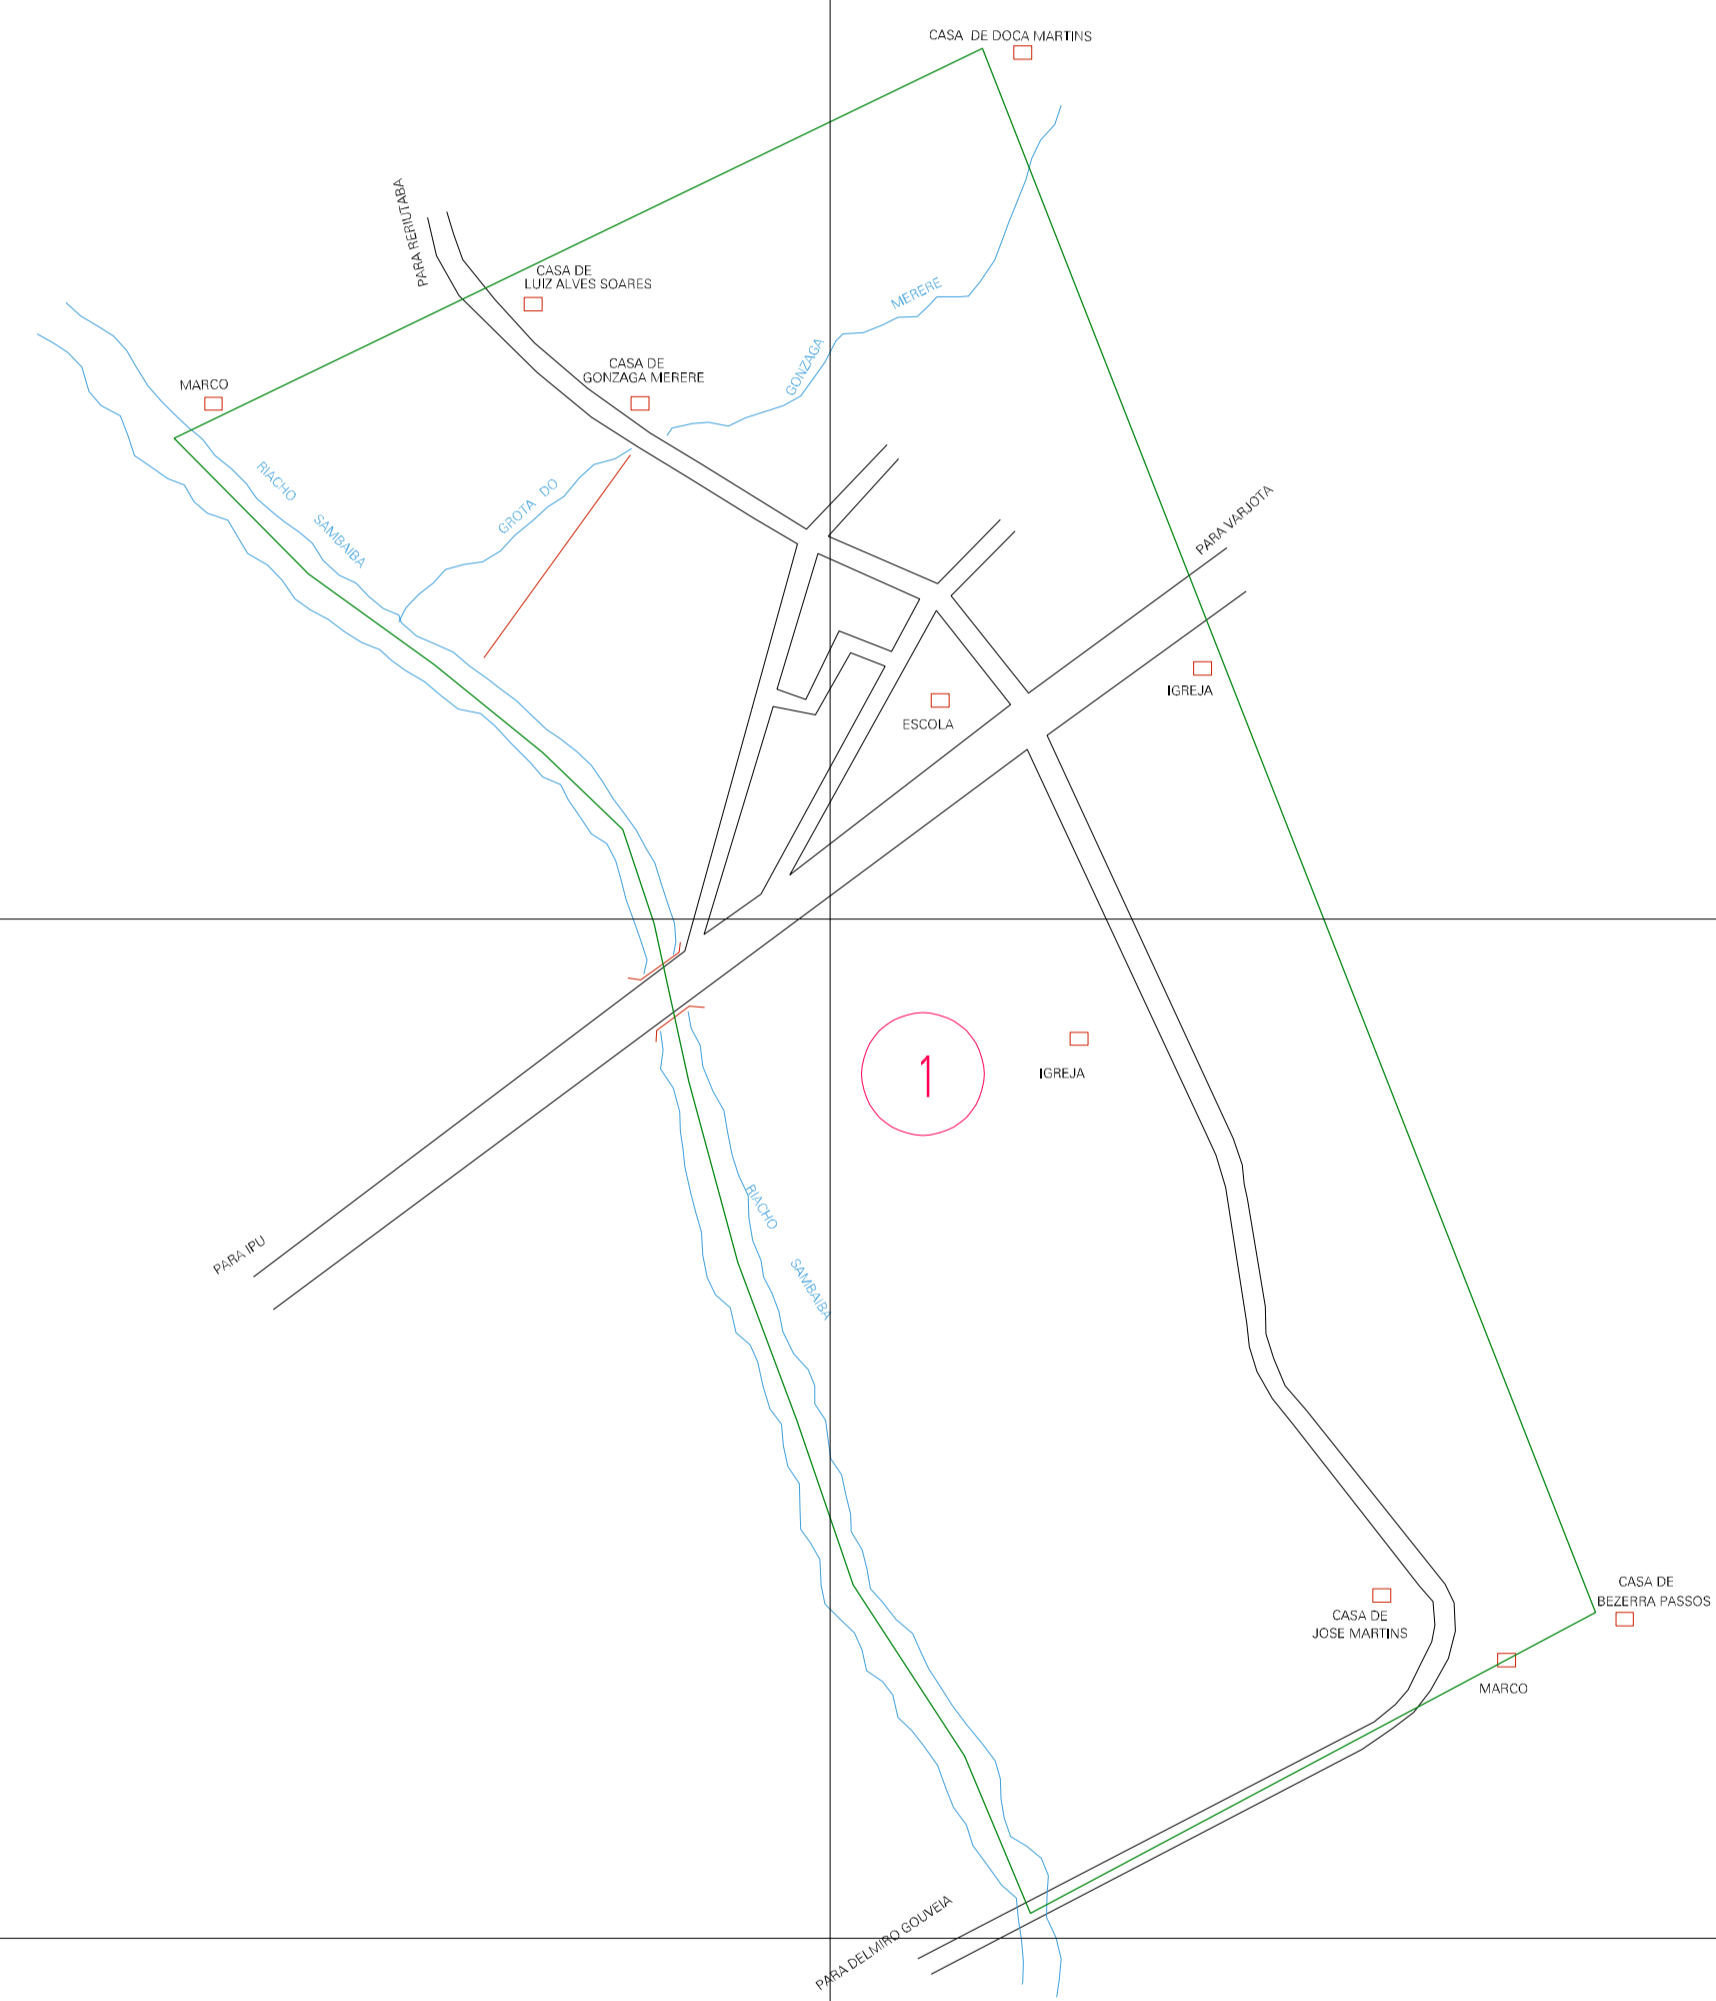 CASA DE DOCA MARTINS
PARA RERIUTABA
CASA DE
LUIZ ALVES SOARES
MERERE
GONZAGA
CASA DE
GONZAGA MERERE
MARCO
RIACHO
SAMBAIBA
GROTA DO
PARA VARJOTA
IGREJA
ESCOLA
1
IGREJA
RIACHO
SAMBAIBA
PARA IPU
CASA DE
BEZERRA PASSOS
CASA DE
JOSE MARTINS
MARCO
PARA DELMIRO GOUVEIA